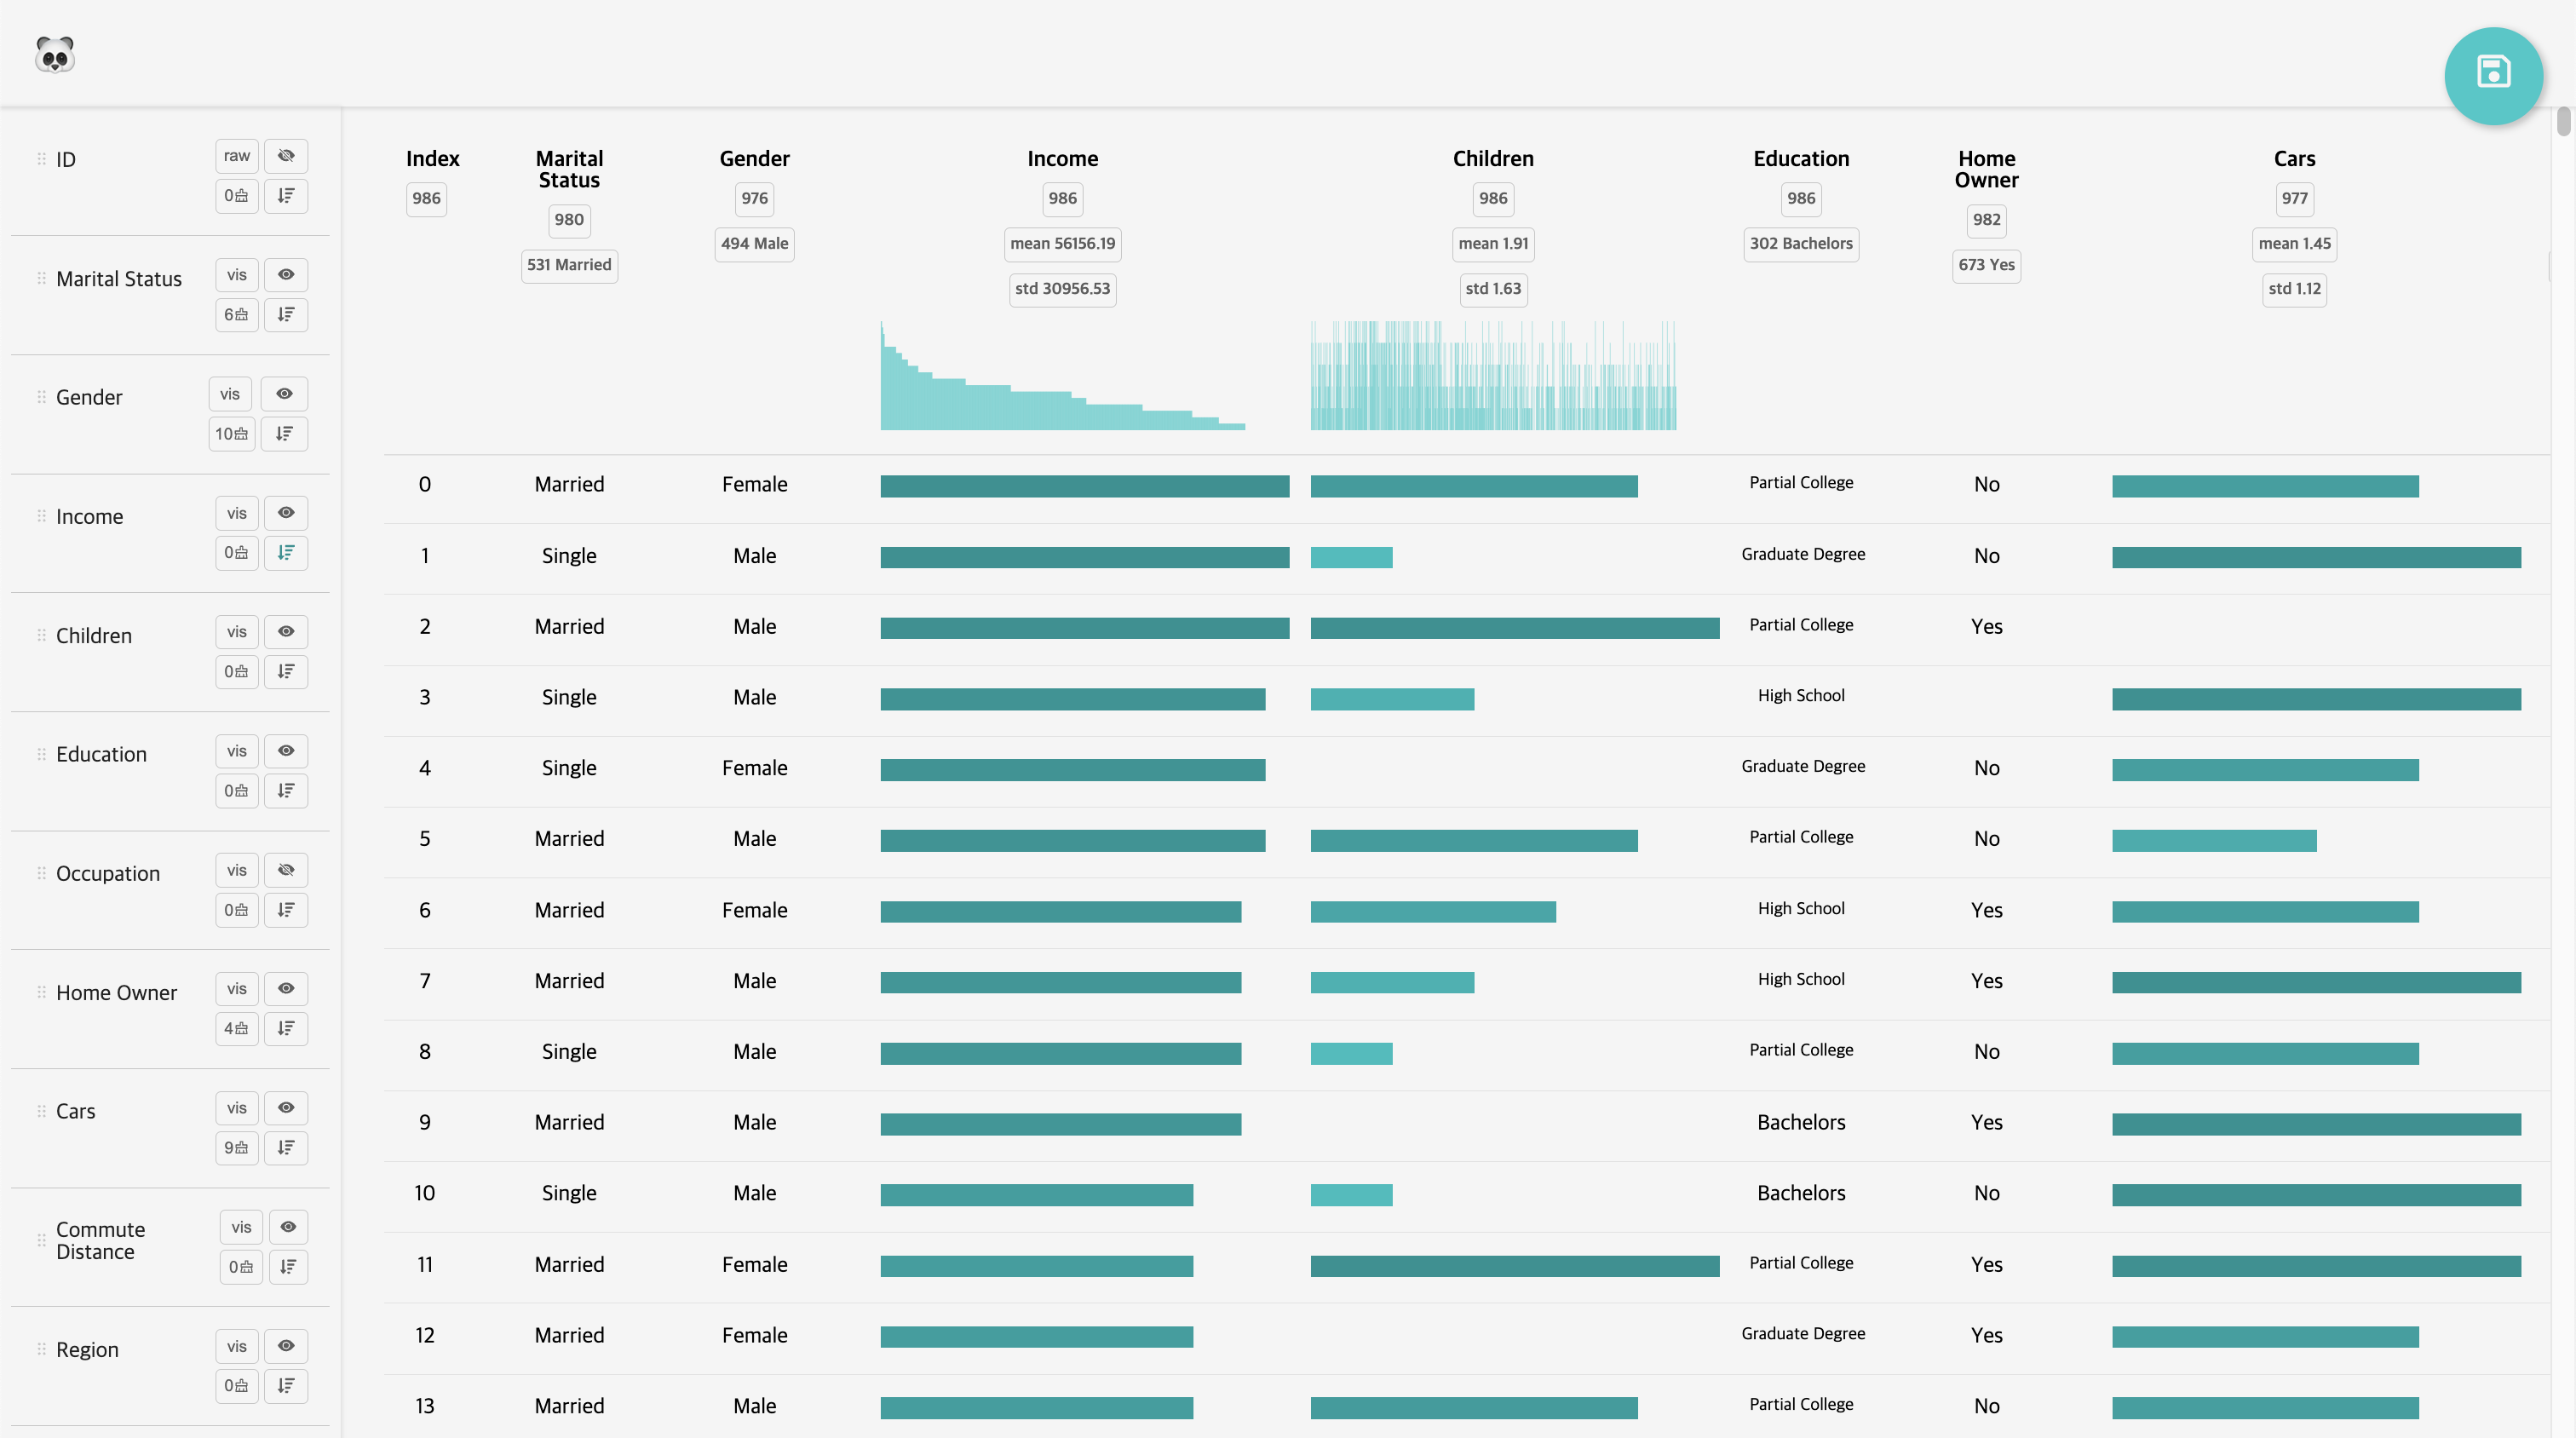 ID
raw
0
Marital Status
vis
6
Gender
vis
10
Income
vis
0
Children
vis
0
Education
vis
0
Occupation
vis
0
Home Owner
vis
4
Cars
vis
9
Commute
Distance
vis
0
Region
vis
0
Index
986
Marital
Status
980
531 Married
Gender
976
494 Male
Income
986
mean 56156.19
std 30956.53
Children
986
mean 1.91
std 1.63
Education
986
302 Bachelors
Home
Owner
982
673 Yes
Cars
977
mean 1.45
std 1.12
0 Married Female Partial College No
1 Single Male Graduate Degree No
2 Married Male Partial College Yes
3 Single Male High School
4 Single Female Graduate Degree No
5 Married Male Partial College No
6 Married Female High School Yes
7 Married Male High School Yes
8 Single Male Partial College No
9 Married Male Bachelors Yes
10 Single Male Bachelors No
11 Married Female Partial College Yes
12 Married Female Graduate Degree Yes
13 Married Male Partial College No